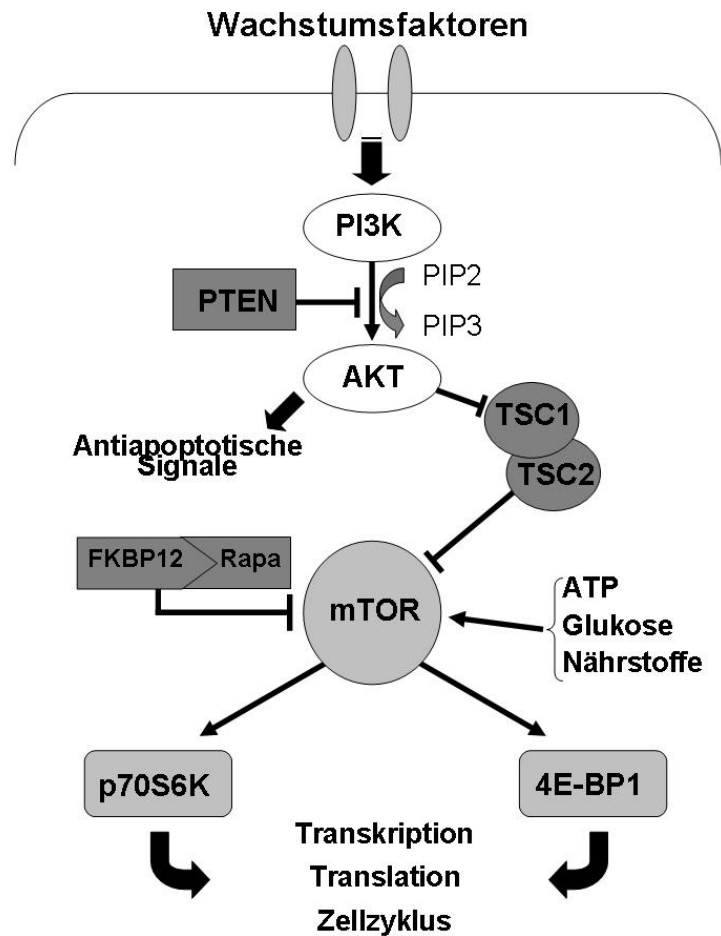 Wachstumsfaktoren
PI3K
PTEN
PIP2
PIP3
AKT
TSC1
TSC2
Antiapoptotische
Signale
FKBP12
Rapa
mTOR
ATP
Glukose
Nährstoffe
p70S6K
4E-BP1
Transkription
Translation
Zellzyklus